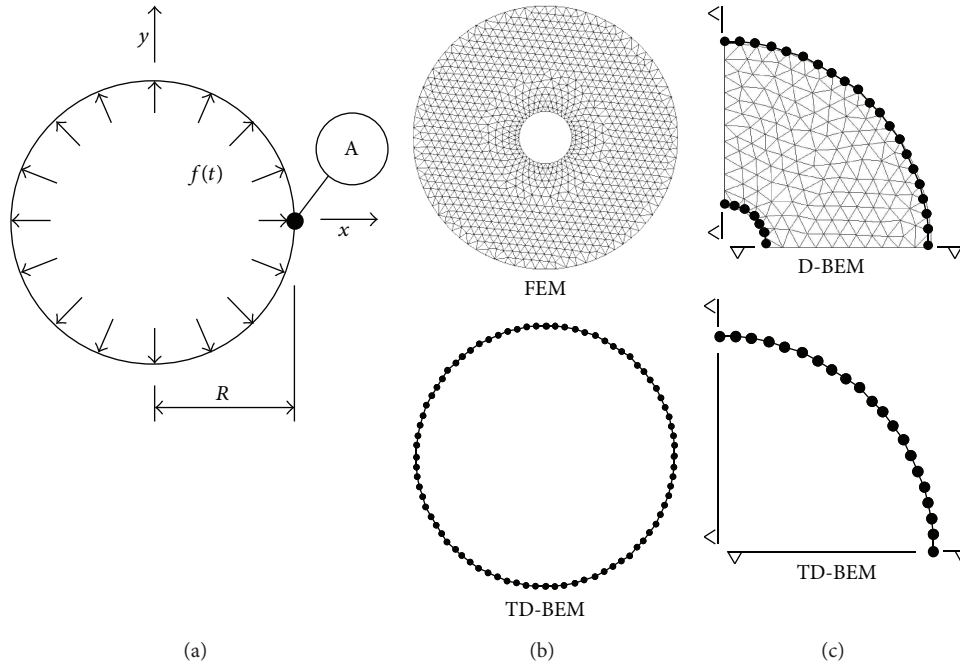 y
A
f(t)
x
R
FEM
D-BEM
TD-BEM
TD-BEM
(a)
(b)
(c)